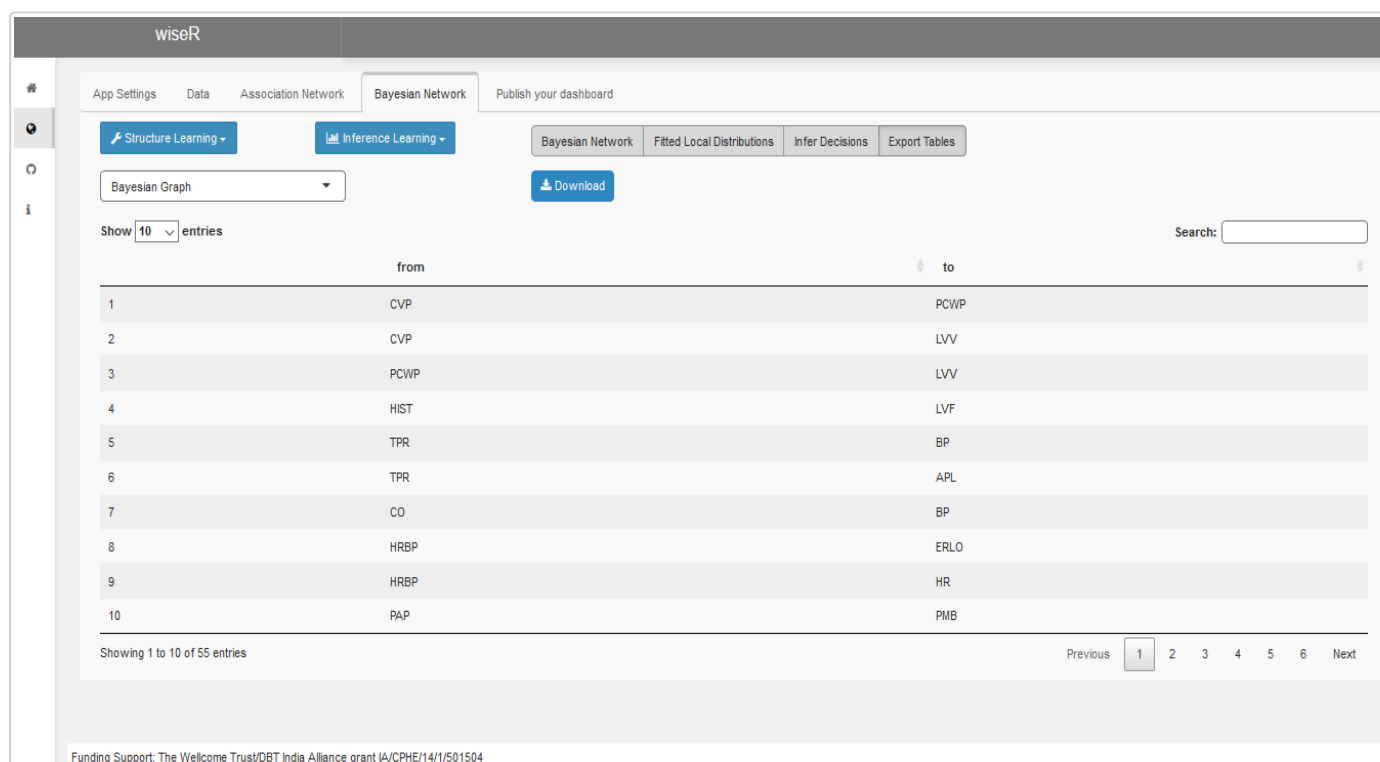 wiseR
App Settings Data Association Network Bayesian Network Publish your dashboard
Structure Learning Inference Learning Bayesian Network Fitted Local Distributions Infer Decisions Export Tables
Bayesian Graph Download
Show 10 entries Search:
from to
1 CVP PCWP
2 CVP LVV
3 PCWP LVV
4 HIST LVF
5 TPR BP
6 TPR APL
7 CO BP
8 HRBP ERLO
9 HRBP HR
10 PAP PMB
Showing 1 to 10 of 55 entries Previous 1 2 3 4 5 6 Next
Funding Support: The Wellcome Trust/DBT India Alliance grant IA/CPHE/14/1/501504